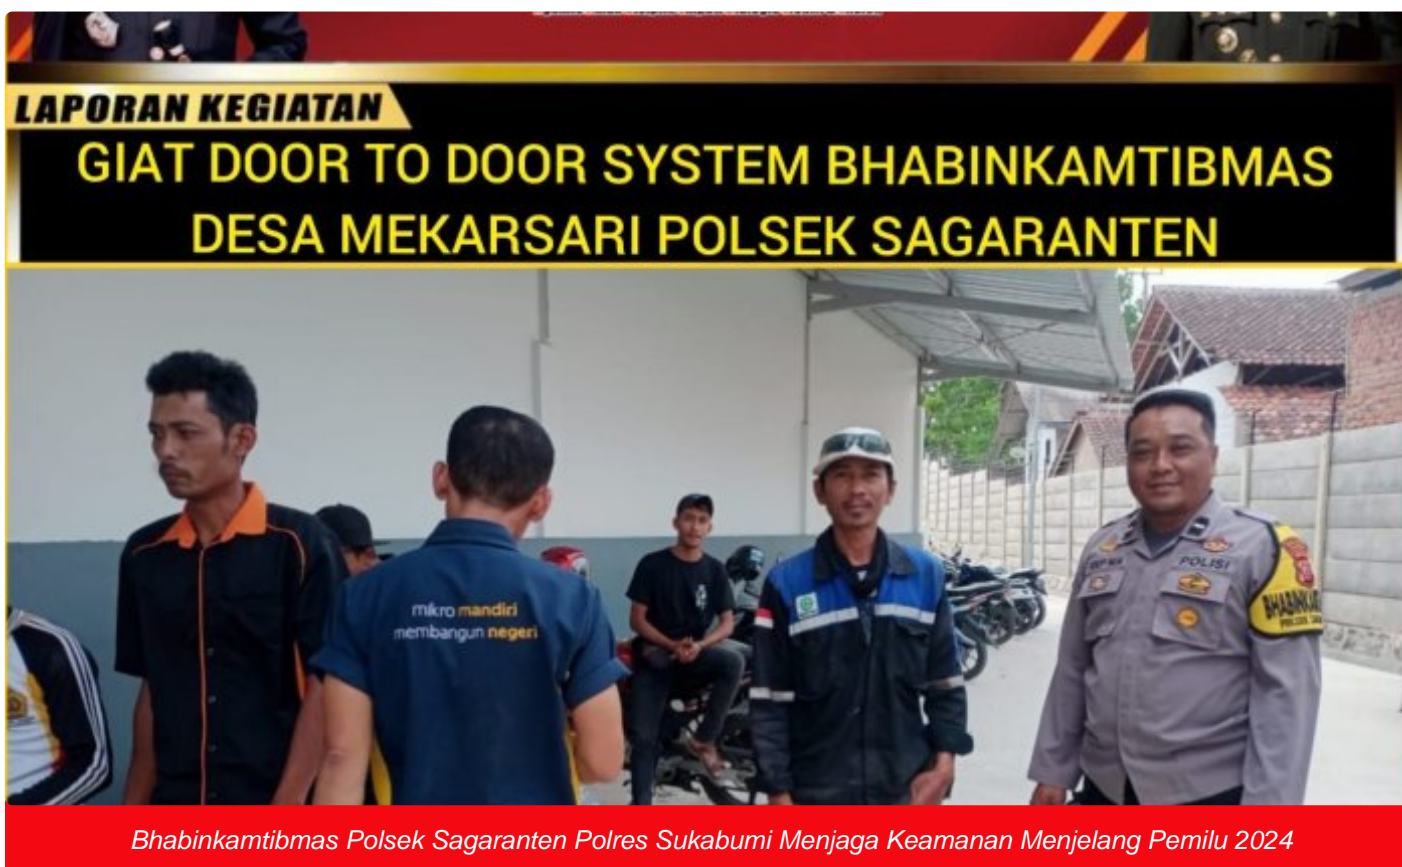 LAPORAN KEGIATAN
GIAT DOOR TO DOOR SYSTEM BHABINKAMTIBMAS
DESA MEKARSARI POLSEK SAGARANTEN
mikro mandiri
membangun negeri
POLISI
Bhabinkamtibmas Polsek Sagaranten Polres Sukabumi Menjaga Keamanan Menjelang Pemilu 2024